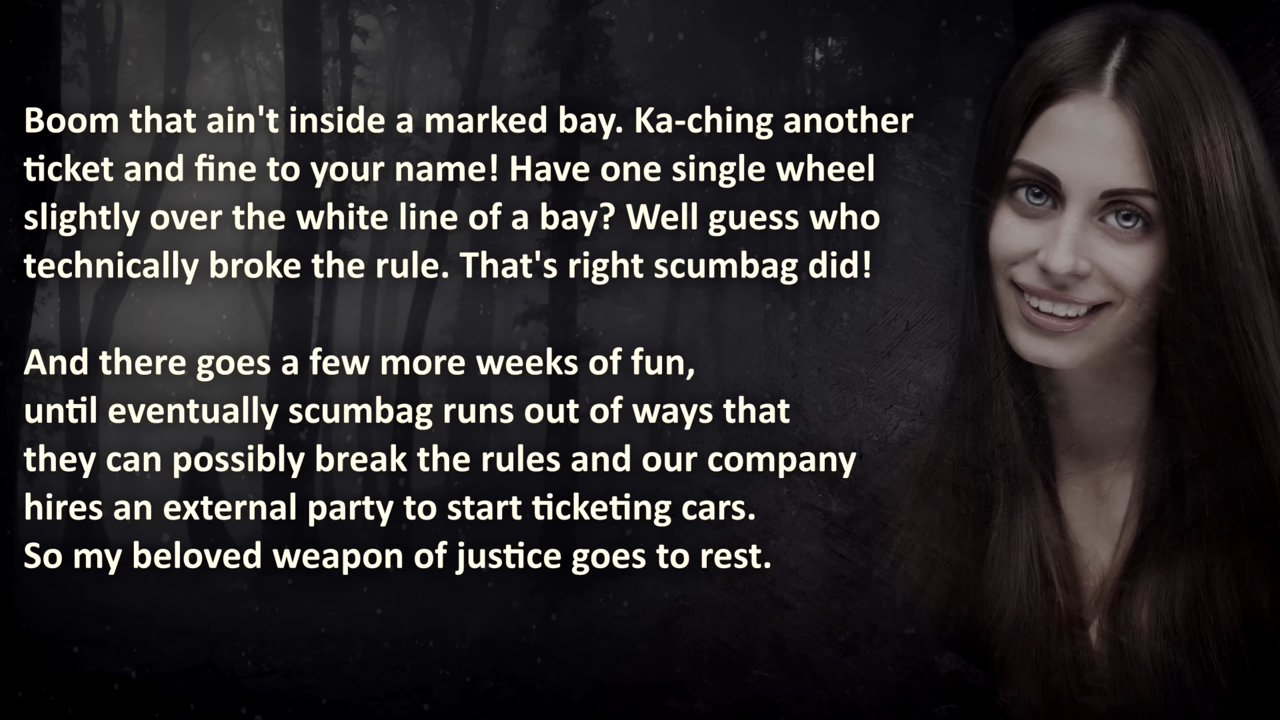 Boom that ain't inside a marked bay. Ka-ching another
ticket and fine to your name! Have one single wheel
slightly over the white line of a bay? Well guess who
technically broke the rule. That's right scumbag did!
And there goes a few more weeks of fun,
until eventually scumbag runs out of ways that
they can possibly break the rules and our company
hires an external party to start ticketing cars.
So my beloved weapon of justice goes to rest.